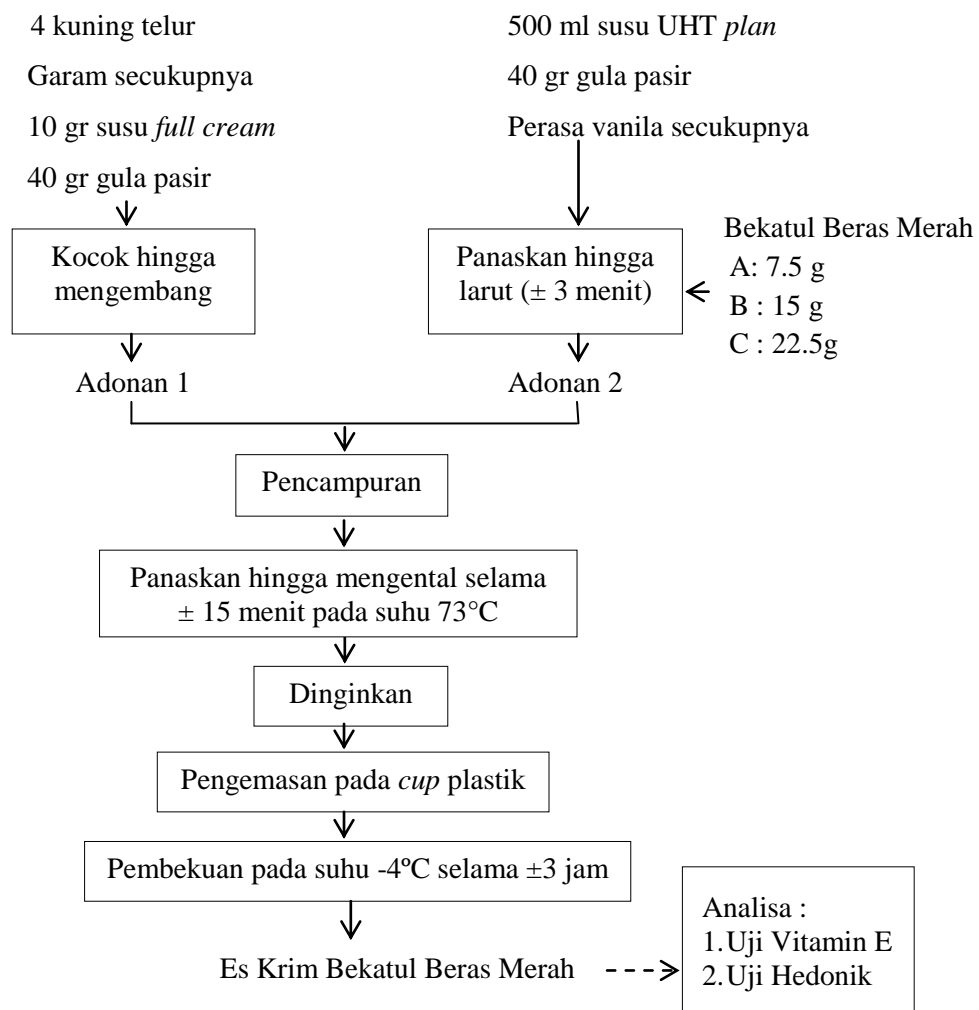 4 kuning telur
Garam secukupnya
10 gr susu full cream
40 gr gula pasir
500 ml susu UHT plan
40 gr gula pasir
Perasa vanila secukupnya
Kocok hingga
mengembang
Panaskan hingga
larut (± 3 menit)
Bekatul Beras Merah
A: 7.5 g
B : 15 g
C : 22.5g
Adonan 1
Adonan 2
Pencampuran
Panaskan hingga mengental selama
± 15 menit pada suhu 73°C
Dinginkan
Pengemasan pada cup plastik
Pembekuan pada suhu -4ºC selama ±3 jam
Es Krim Bekatul Beras Merah
Analisa :
1.Uji Vitamin E
2.Uji Hedonik